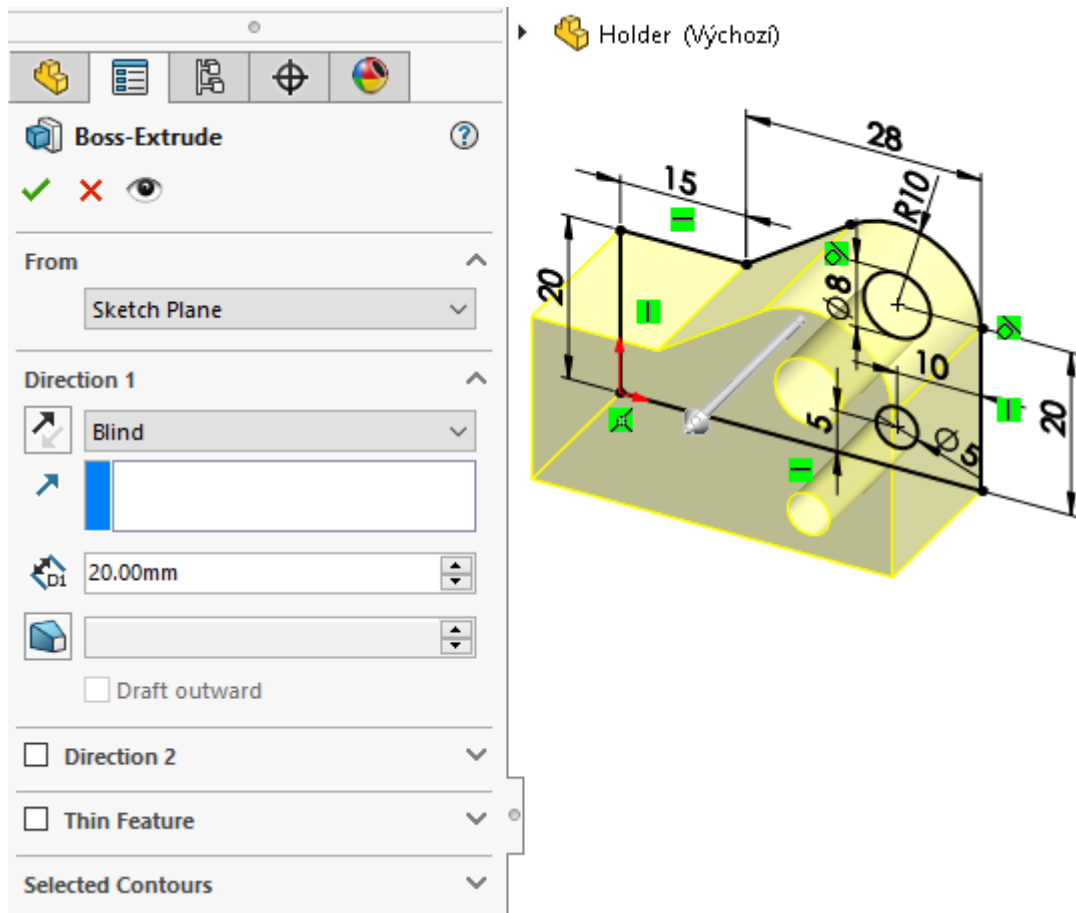 Holder (Výchozí)
Boss-Extrude
From
Sketch Plane
Direction 1
Blind
D1
20.00mm
Draft outward
Direction 2
Thin Feature
Selected Contours
28
15
R10
20
Ø8
10
5
Ø5
20